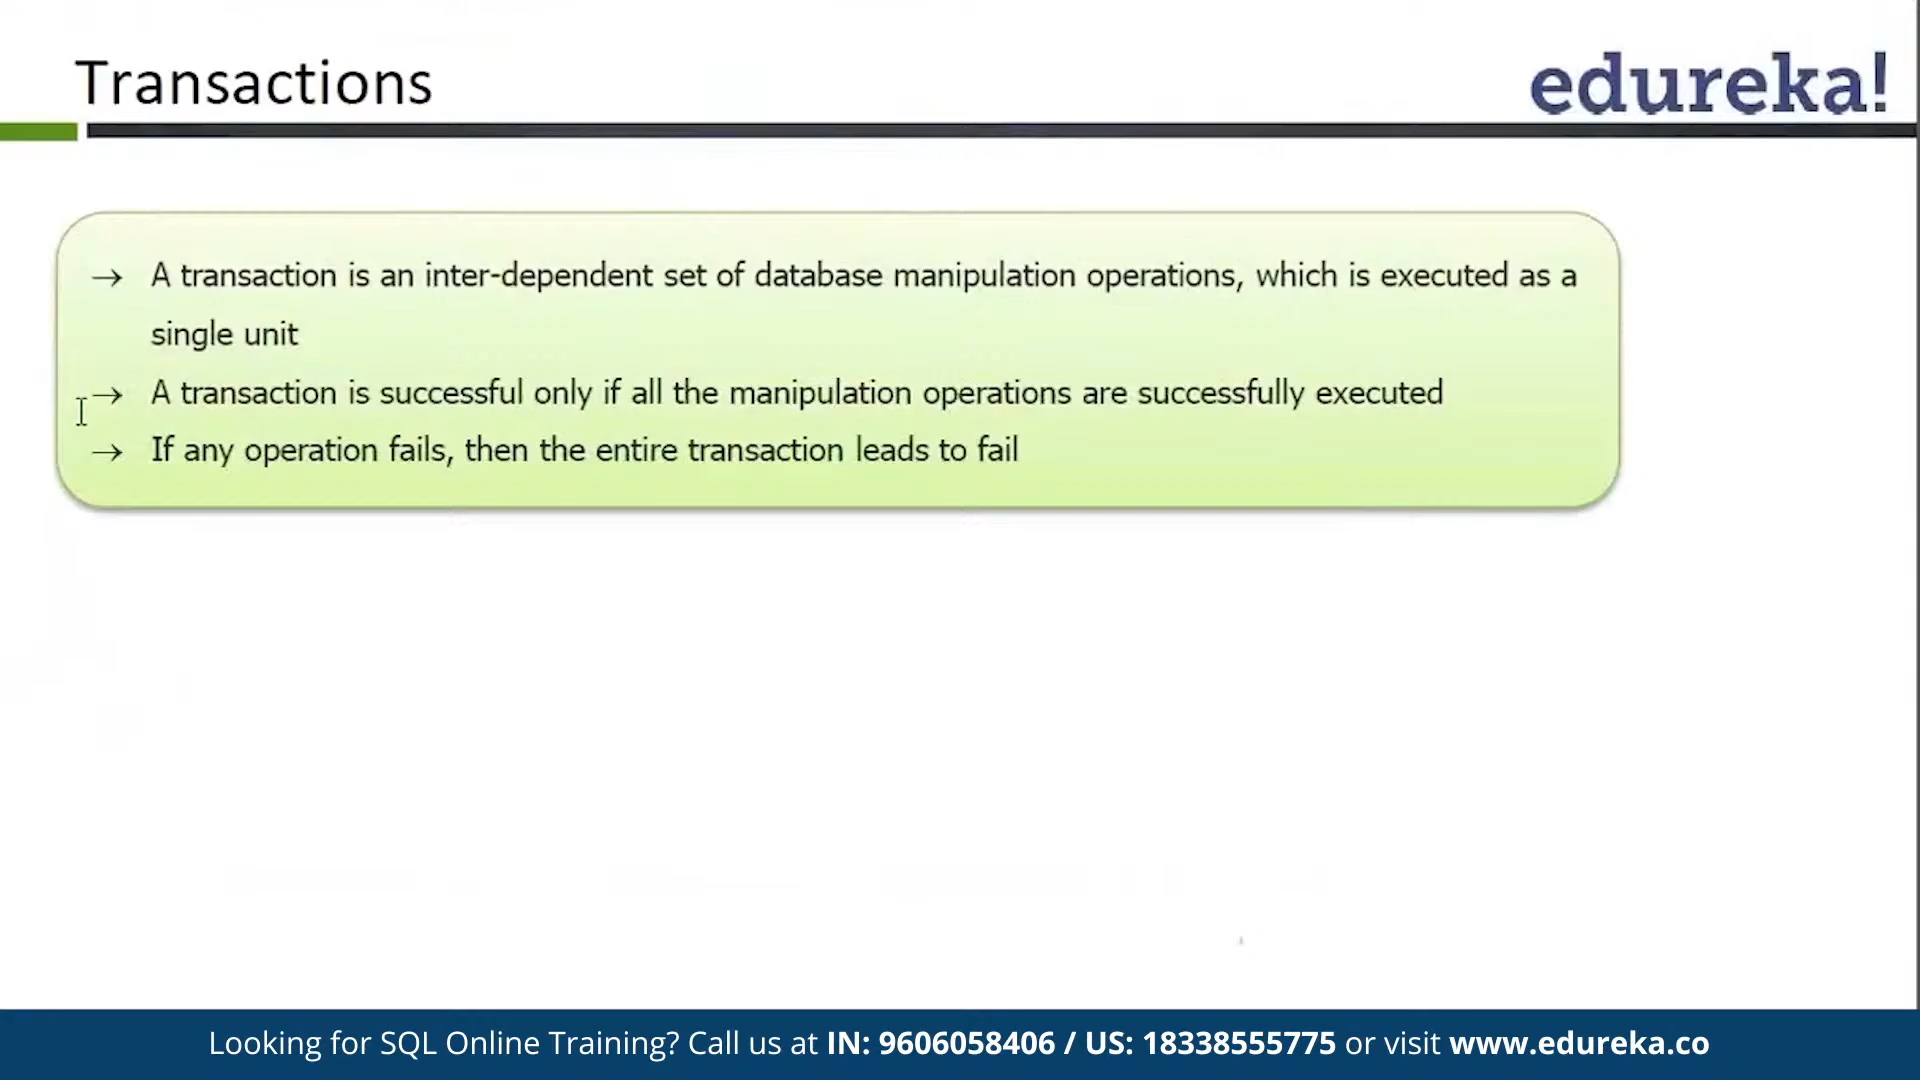 Transactions
edureka!
→ A transaction is an inter-dependent set of database manipulation operations, which is executed as a
single unit
→ A transaction is successful only if all the manipulation operations are successfully executed
→ If any operation fails, then the entire transaction leads to fail
Looking for SQL Online Training? Call us at IN: 9606058406 / US: 18338555775 or visit www.edureka.co